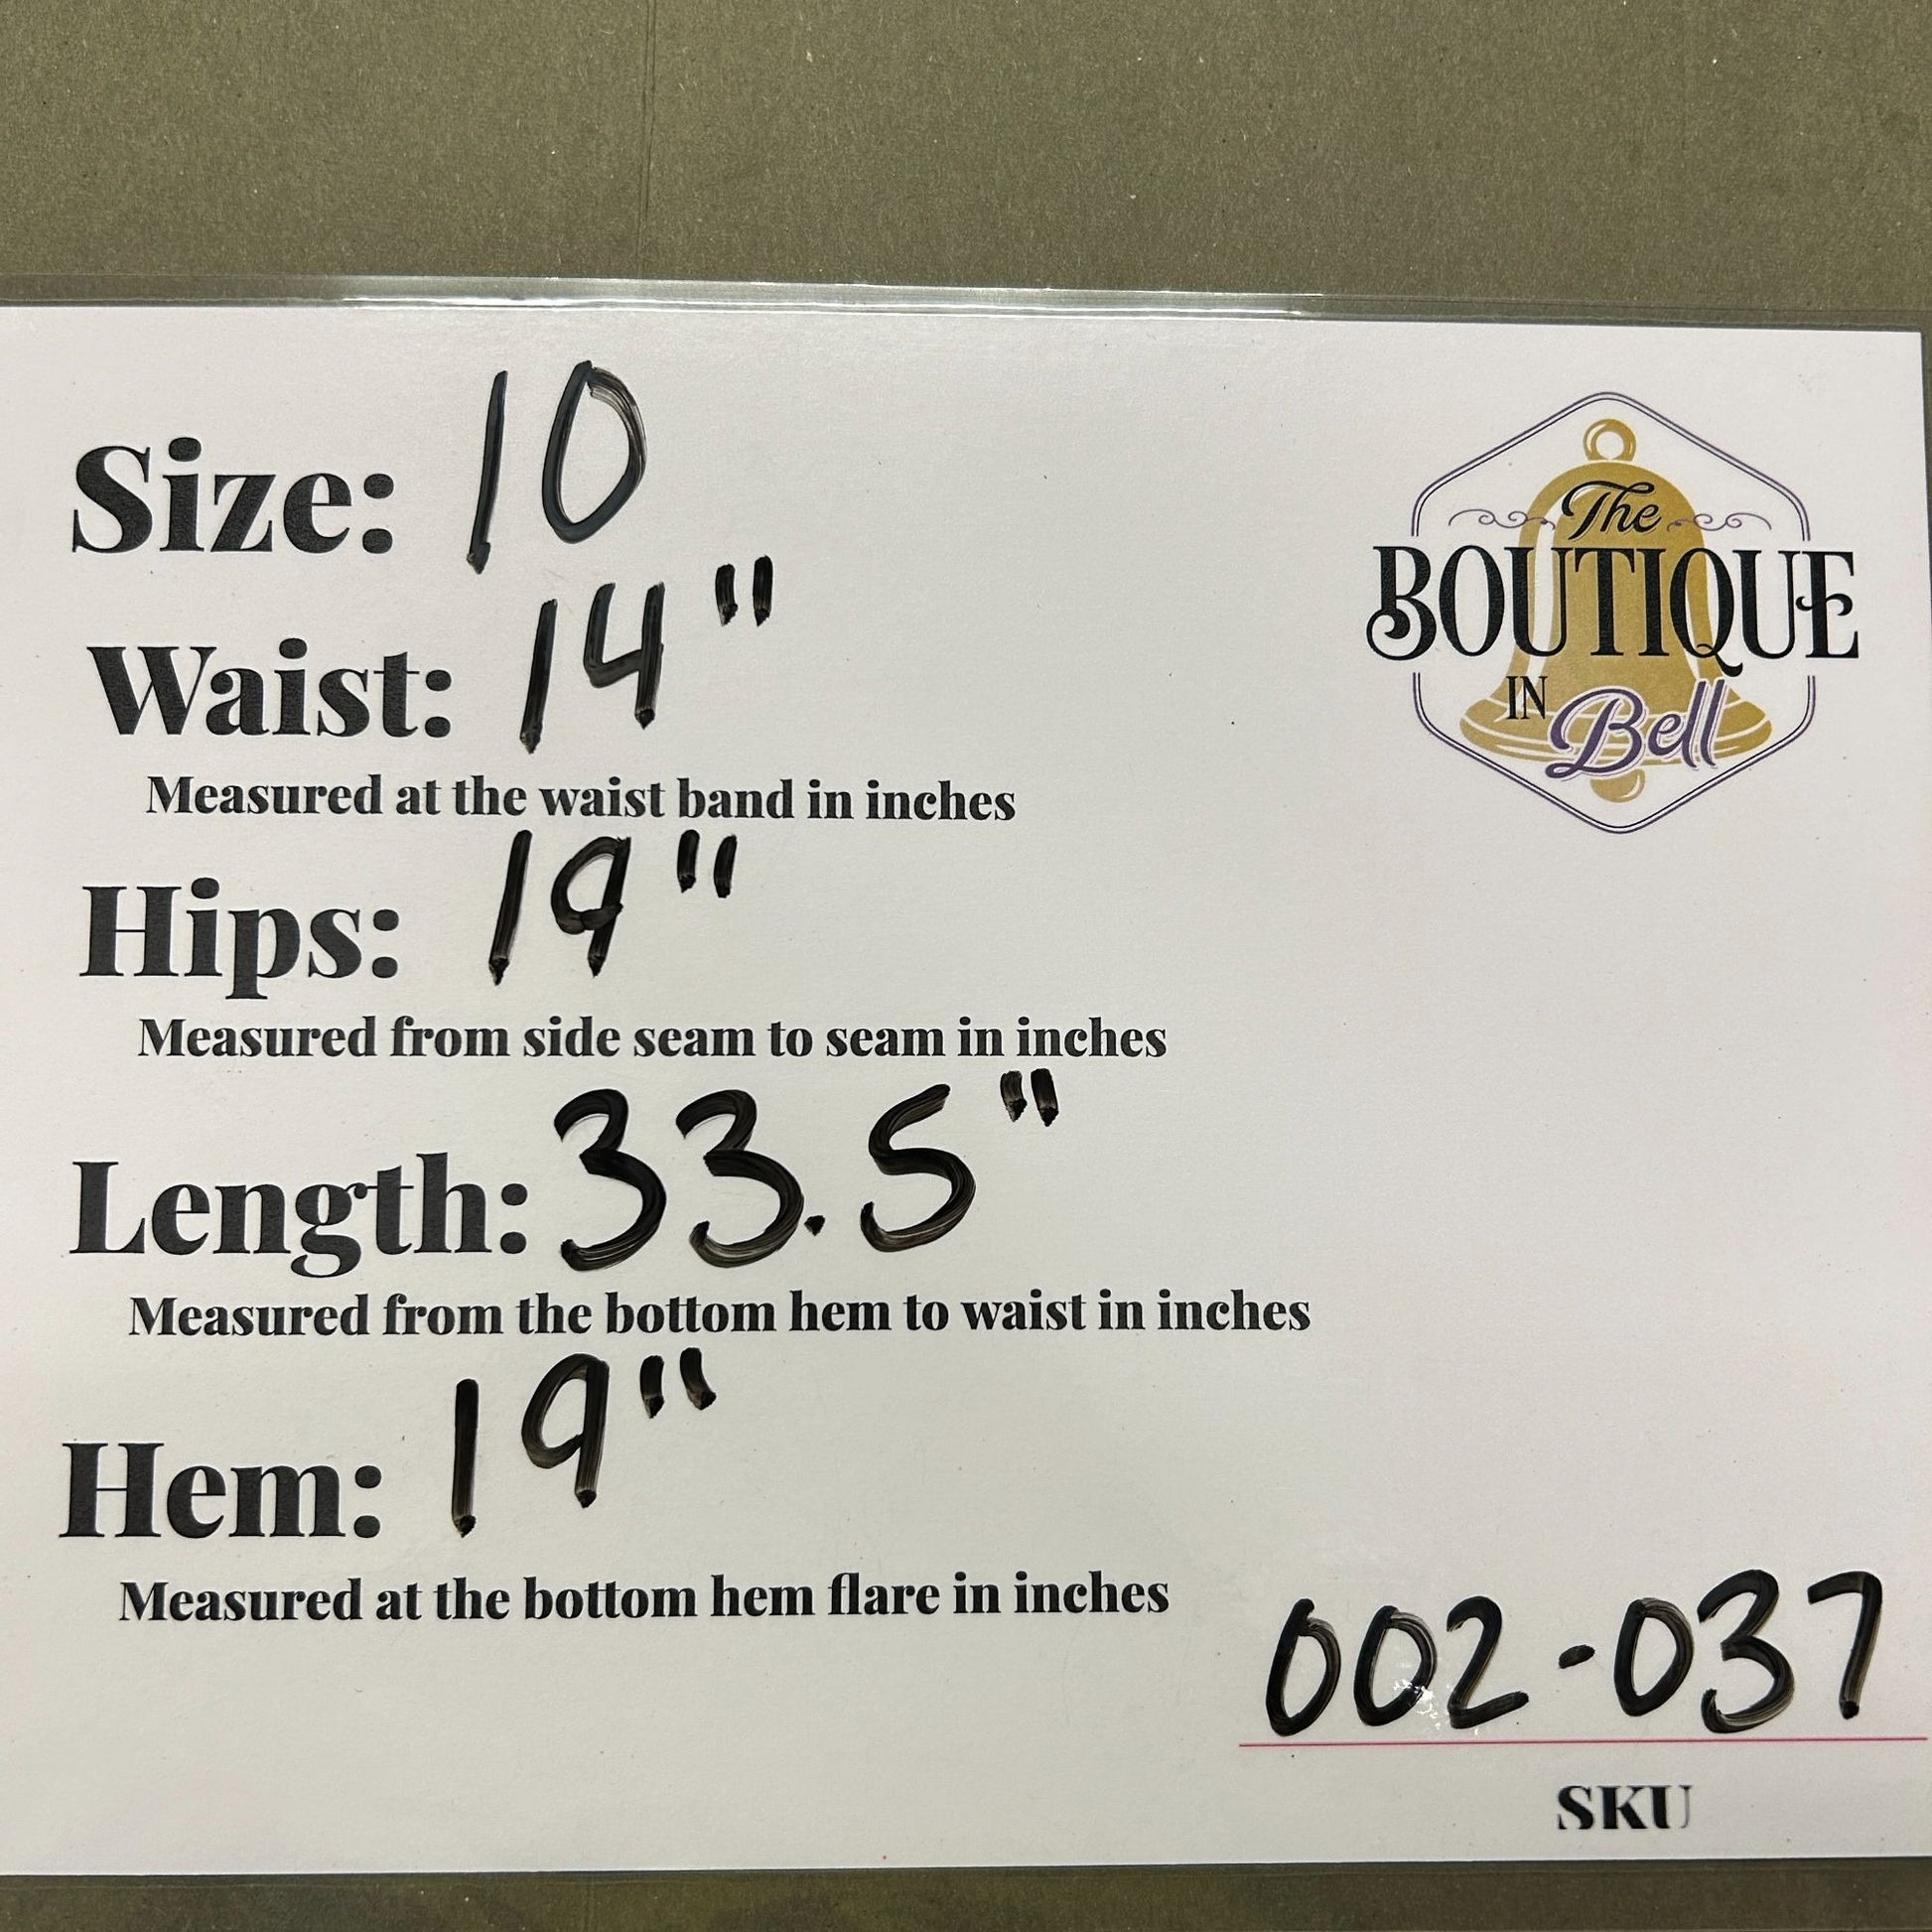 Size: 10
Waist: 14"
Measured at the waist band in inches
Hips: 19"
Measured from side seam to seam in inches
Length: 33.5"
Measured from the bottom hem to waist in inches
Hem: 19"
Measured at the bottom hem flare in inches
The
BOUTIQUE
IN Bell
002-037
SKU